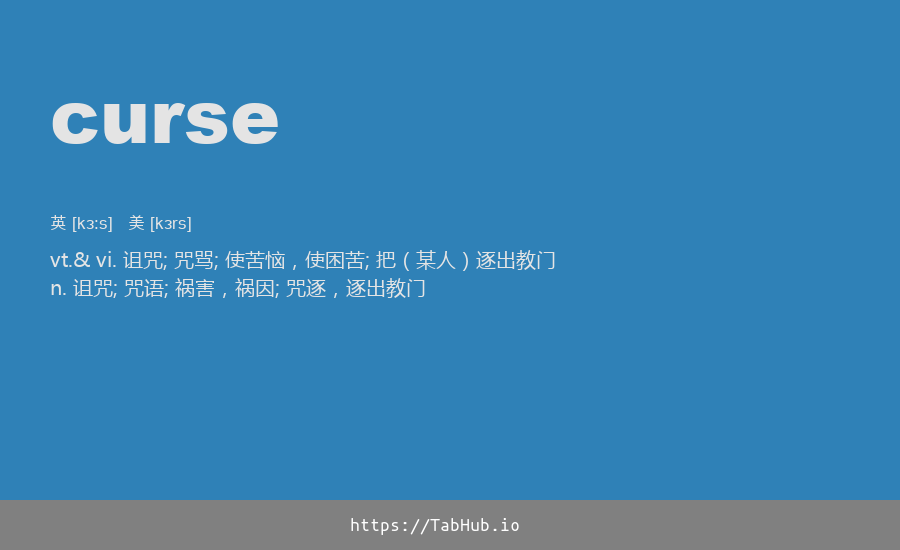 curse
英 [kɜ:s] 美 [kɜrs]
vt.& vi. 诅咒; 咒骂; 使苦恼，使困苦; 把（某人）逐出教门
n. 诅咒; 咒语; 祸害，祸因; 咒逐，逐出教门
https://TabHub.io